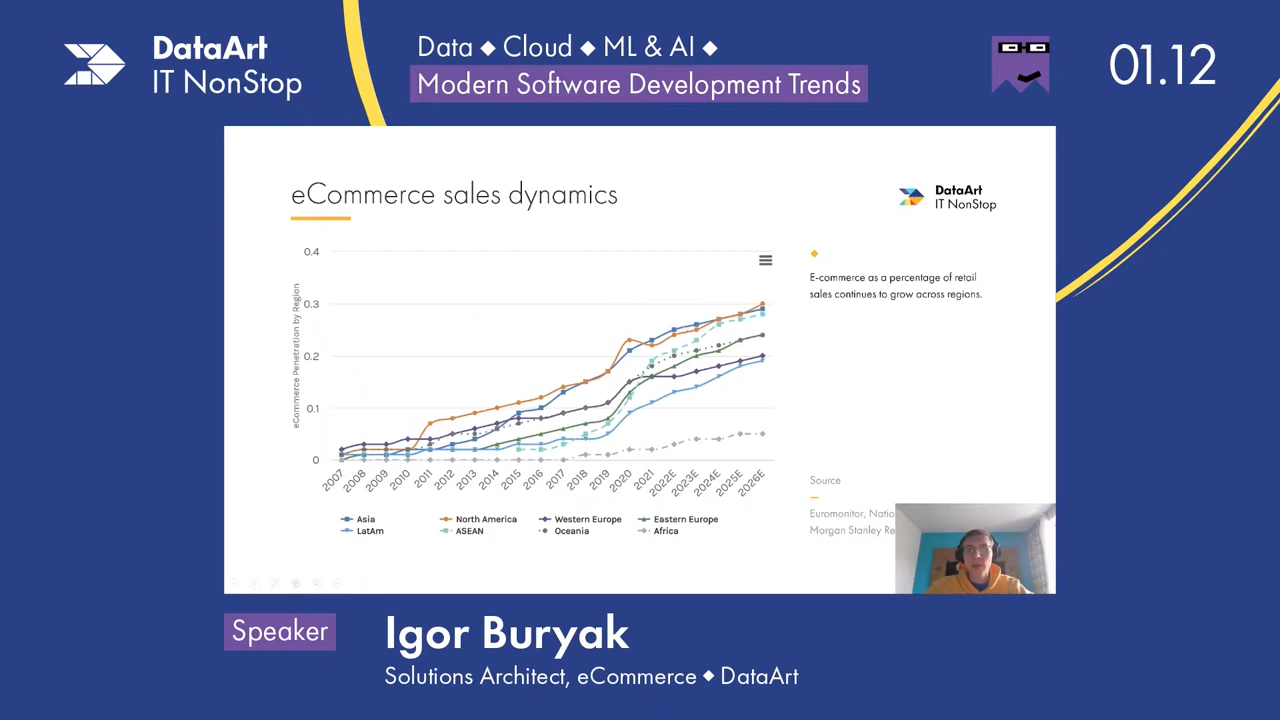 DataArt
IT NonStop
Data ◆ Cloud ◆ ML & AI ◆
Modern Software Development Trends
01.12
eCommerce sales dynamics
DataArt
IT NonStop
eCommerce Penetration by Region
0.4
0.3
0.2
0.1
0
2007
2008
2009
2010
2011
2012
2013
2014
2015
2016
2017
2018
2019
2020
2021
2022E
2023E
2024E
2025E
2026E
Asia
North America
Western Europe
Eastern Europe
LatAm
ASEAN
Oceania
Africa
E-commerce as a percentage of retail
sales continues to grow across regions.
Source
Euromonitor,
Morgan Stanley
Speaker
Igor Buryak
Solutions Architect, eCommerce ◆ DataArt